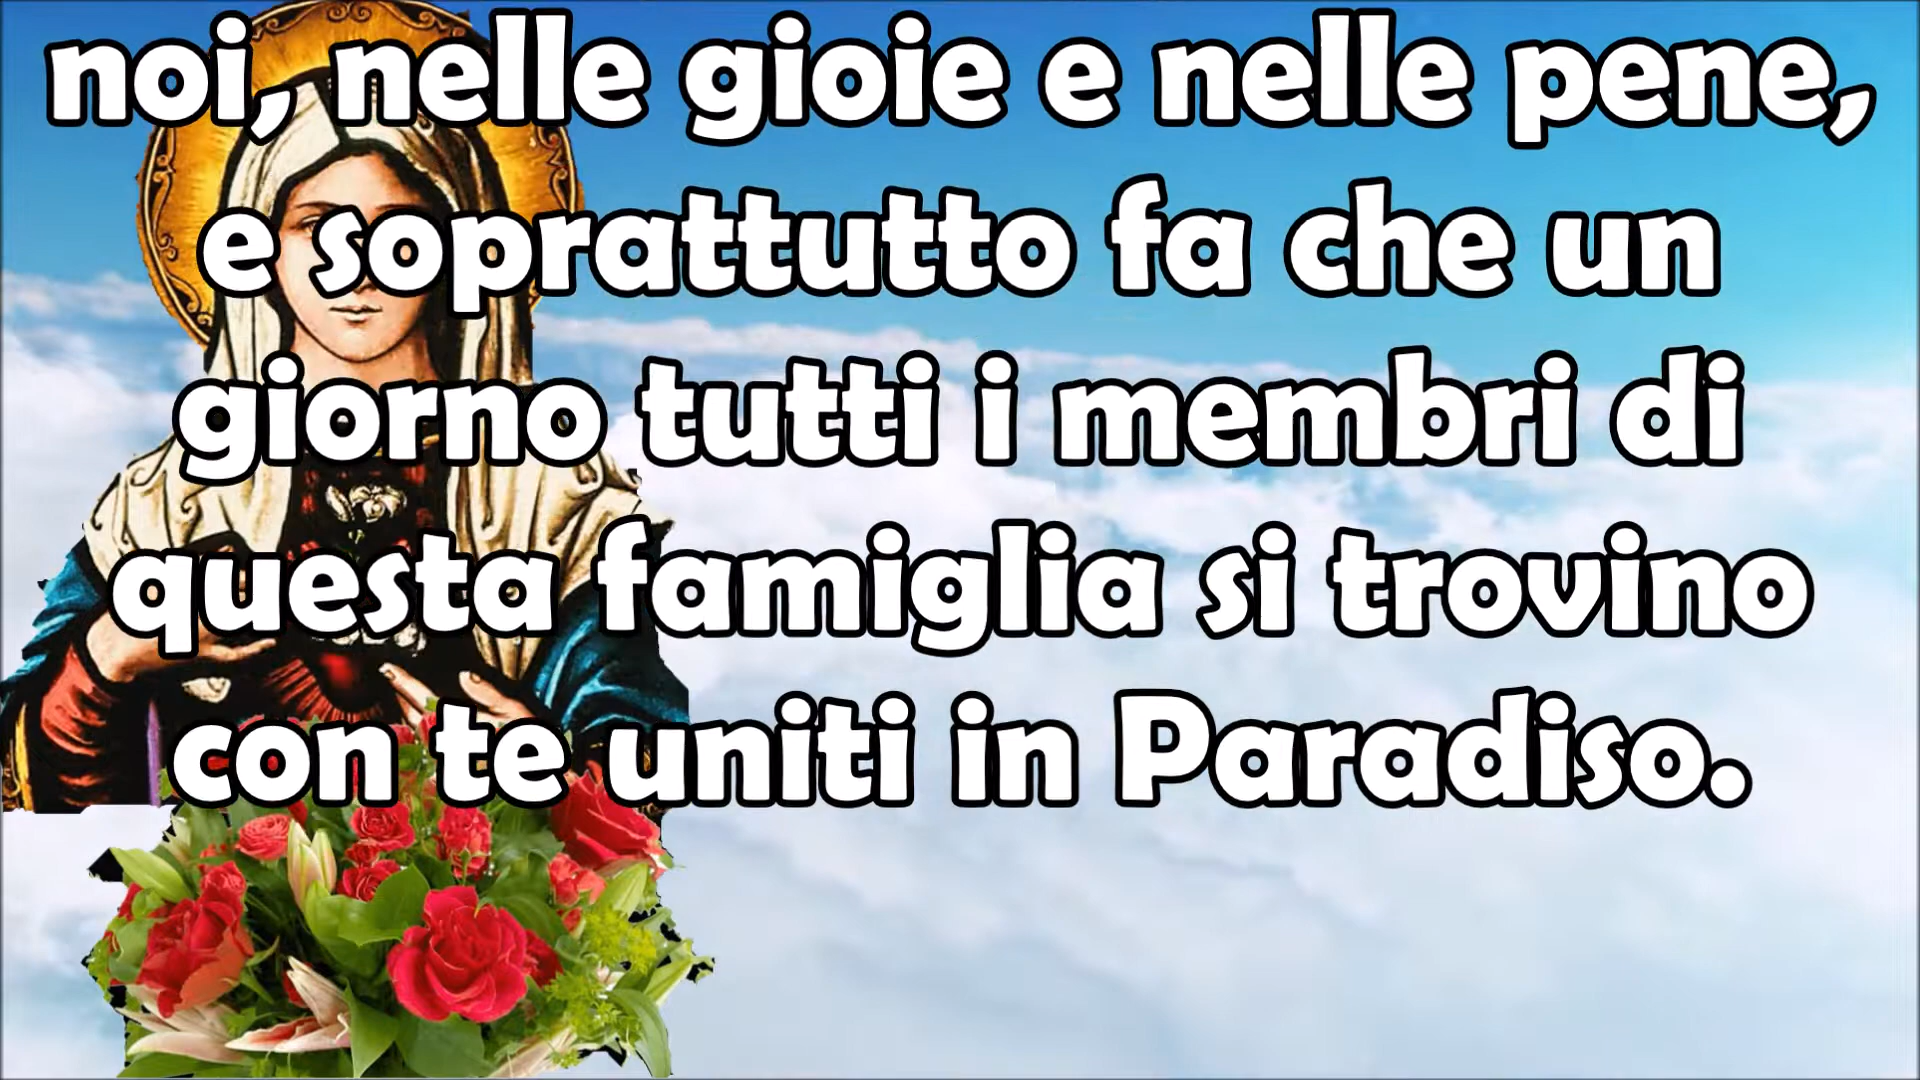 noi, nelle gioie e nelle pene,
e soprattutto fa che un
giorno tutti i membri di
questa famiglia si trovino
con te uniti in Paradiso.